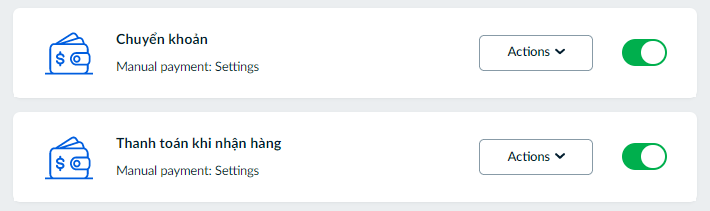 Chuyển khoản
Manual payment: Settings
Actions
$
Thanh toán khi nhận hàng
Manual payment: Settings
Actions
$